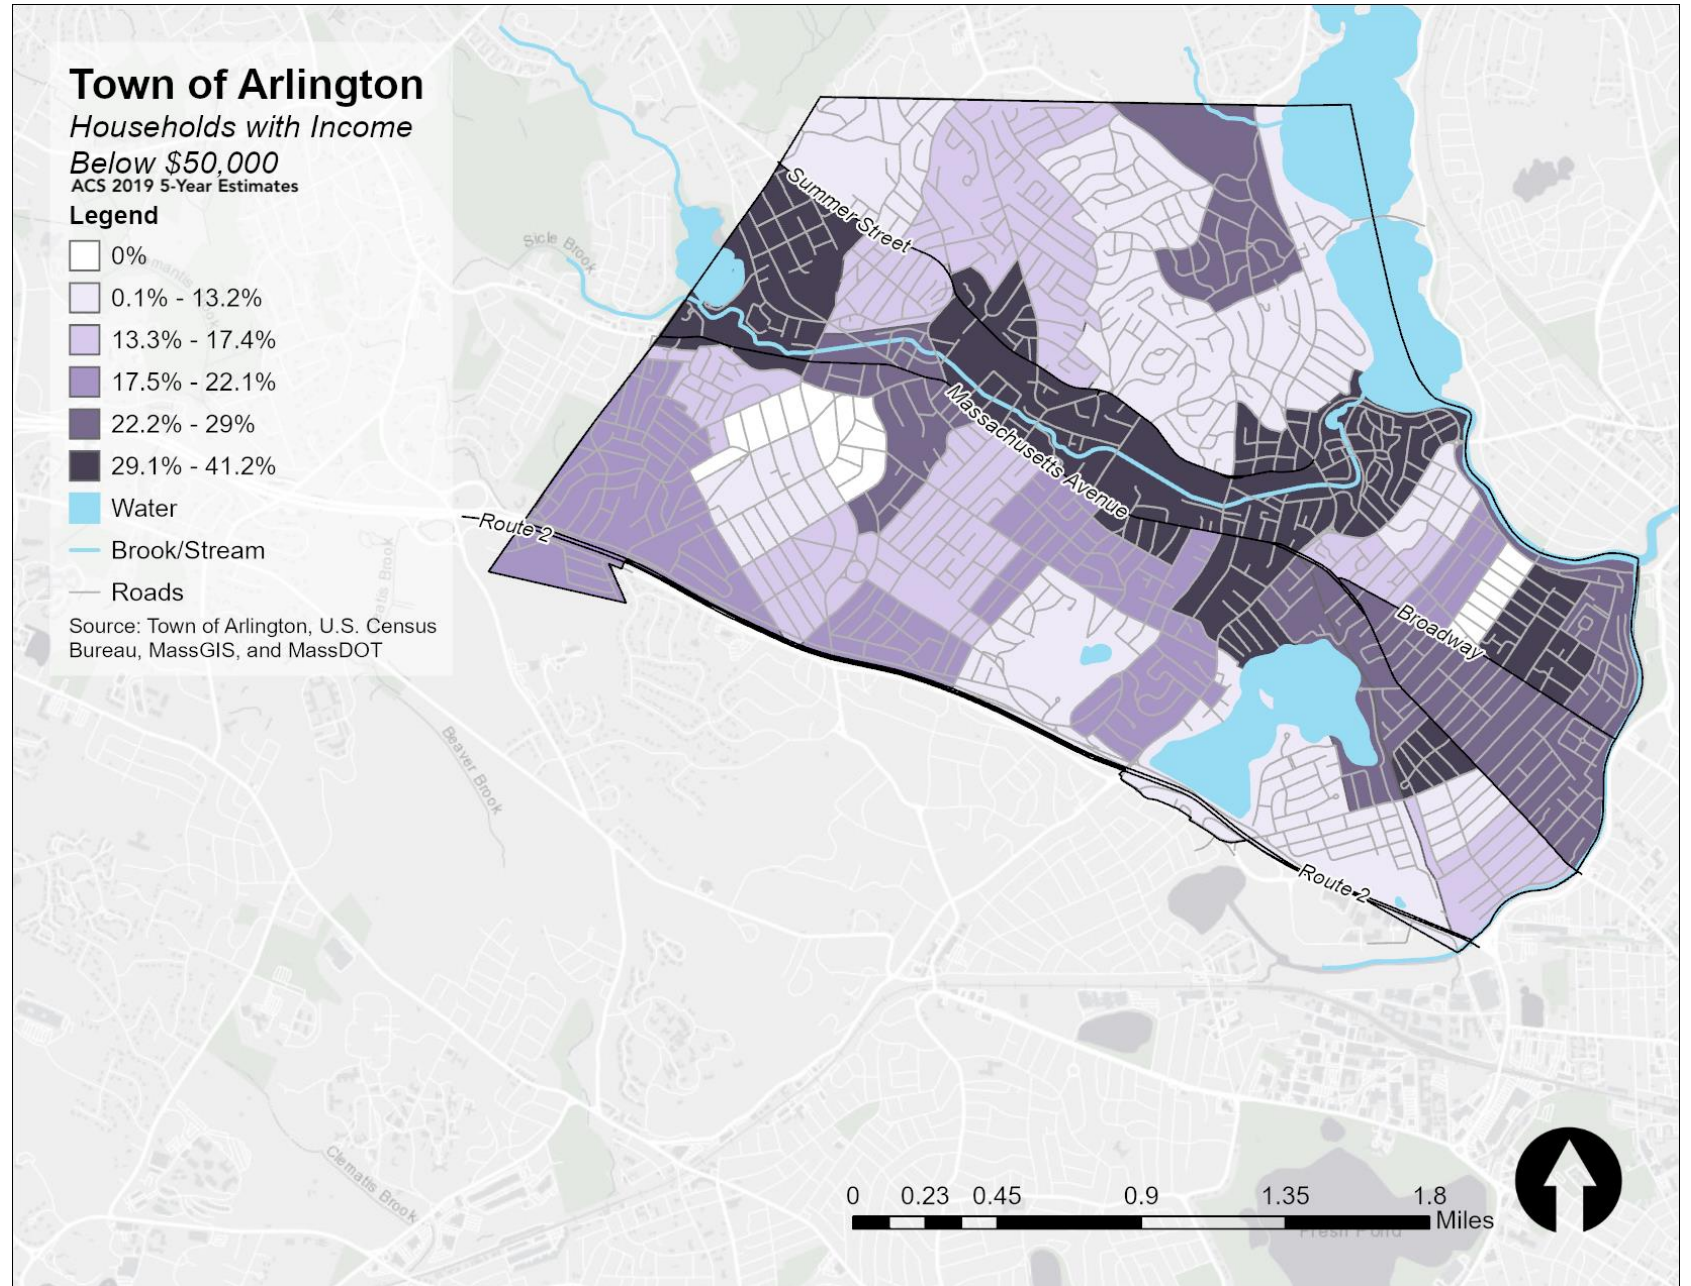 Town of Arlington
Households with Income
Below $50,000
ACS 2019 5-Year Estimates
Legend
0%
0.1% - 13.2%
13.3% - 17.4%
17.5% - 22.1%
22.2% - 29%
29.1% - 41.2%
Water
Brook/Stream
Roads
Source: Town of Arlington, U.S. Census
Bureau, MassGIS, and MassDOT
Sicle Brook
Summer Street
Massachusetts Avenue
Route 2
Broadway
Route 2
Beaver Brook
Clematis Brook
0 0.23 0.45 0.9 1.35 1.8
Miles
Fresh Pond